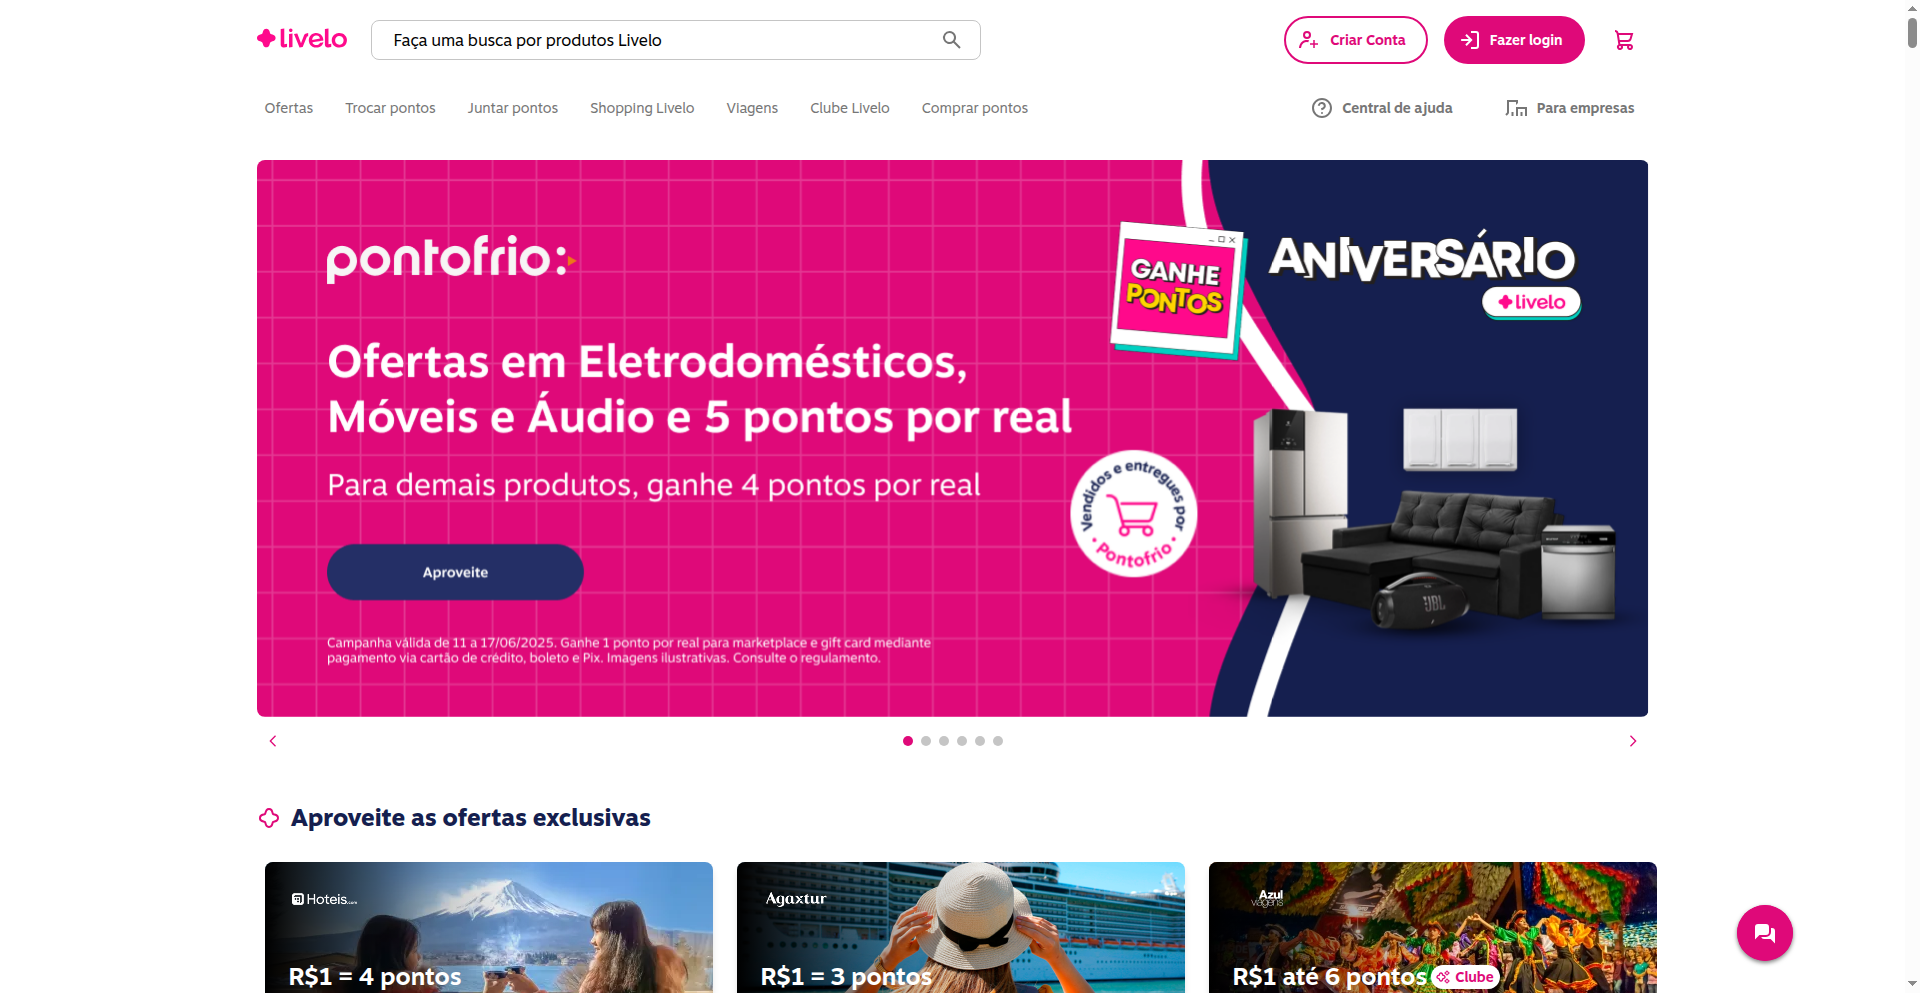 livelo
Faça uma busca por produtos Livelo
Criar Conta
Fazer login
Ofertas
Trocar pontos
Juntar pontos
Shopping Livelo
Viagens
Clube Livelo
Comprar pontos
Central de ajuda
Para empresas
pontofrio:
Ofertas em Eletrodomésticos,
Móveis e Áudio e 5 pontos por real
Para demais produtos, ganhe 4 pontos por real
Aproveite
Campanha válida de 11 a 17/06/2025. Ganhe 1 ponto por real para marketplace e gift card mediante
pagamento via cartão de crédito, boleto e Pix. Imagens ilustrativas. Consulte o regulamento.
GANHE
PONTOS
ANIVERSÁRIO
livelo
Vendidos e entregues por
• Pontofrio •
JBL
Aproveite as ofertas exclusivas
Hoteis.com
R$1 = 4 pontos
Agaxtur
R$1 = 3 pontos
Azul
viagens
R$1 até 6 pontos
Clube